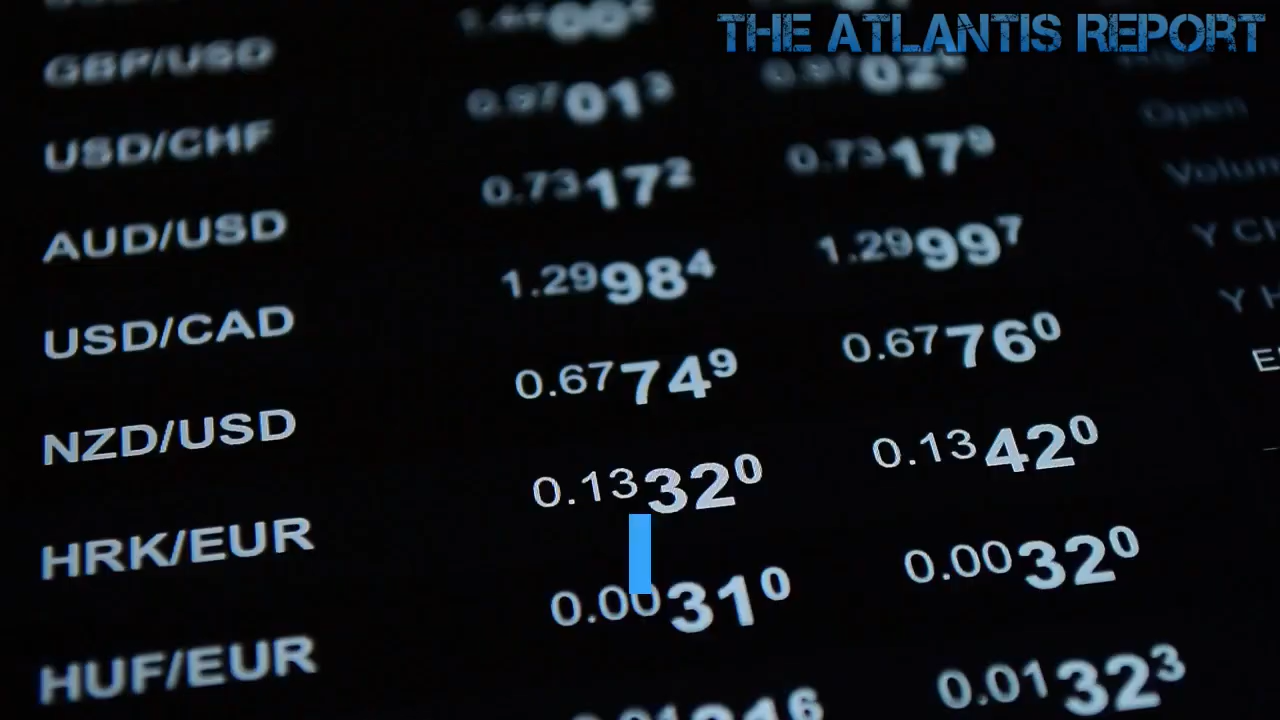 THE ATLANTIS REPORT
GBP/USD
USD/CHF 0.97013
AUD/USD 0.73172 0.73179 Open
USD/CAD 1.29984 1.29997
NZD/USD 0.67749 0.67760
HRK/EUR 0.13320 0.13420
HUF/EUR 0.00310 0.00320
0.01323